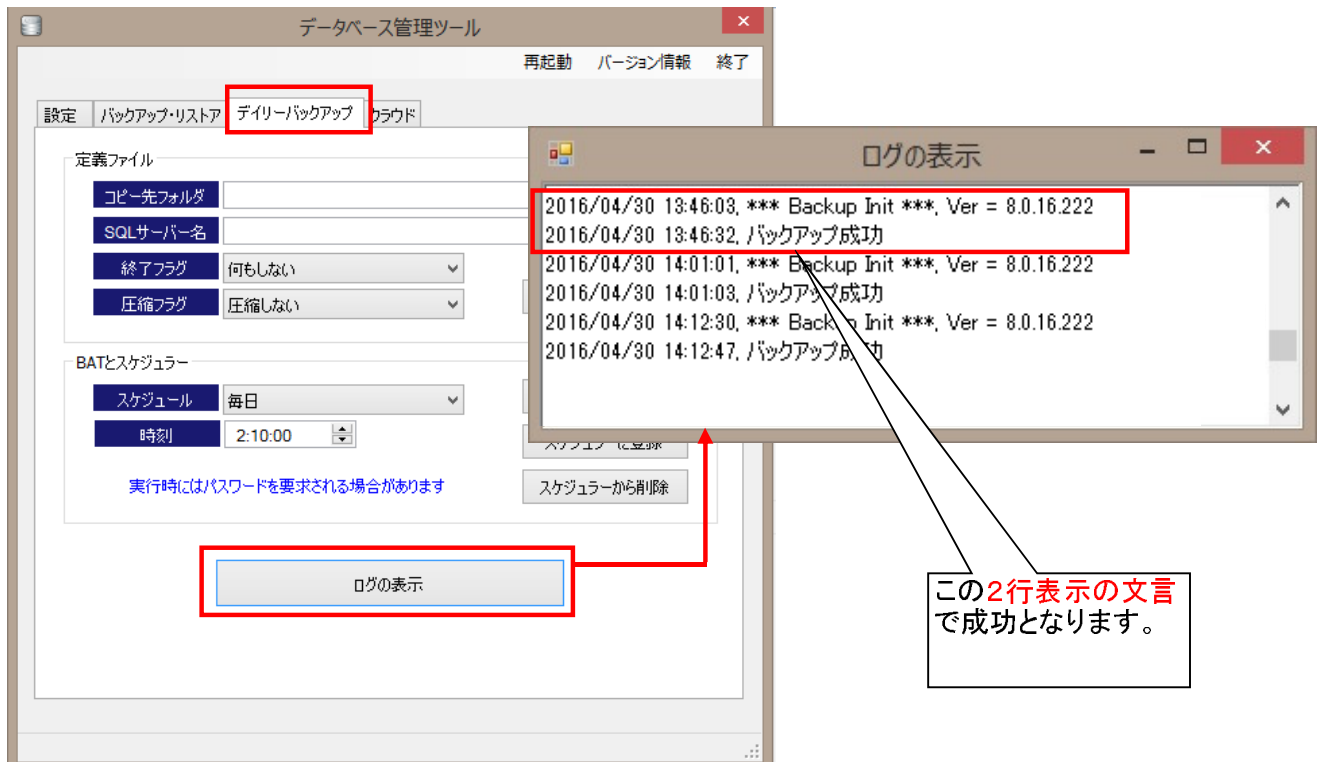 データベース管理ツール
再起動 バージョン情報 終了
設定 バックアップ・リストア デイリーバックアップ クラウド
定義ファイル
コピー先フォルダ
SQLサーバー名
終了フラグ 何もしない
圧縮フラグ 圧縮しない
BATとスケジュラー
スケジュール 毎日
時刻 2:10:00
スケジュラーに登録
実行時にはパスワードを要求される場合があります
スケジュラーから削除
ログの表示
ログの表示
2016/04/30 13:46:03, *** Backup Init ***, Ver = 8.0.16.222
2016/04/30 13:46:32, バックアップ成功
2016/04/30 14:01:01, *** Backup Init ***, Ver = 8.0.16.222
2016/04/30 14:01:03, バックアップ成功
2016/04/30 14:12:30, *** Backup Init ***, Ver = 8.0.16.222
2016/04/30 14:12:47, バックアップ成功
この2行表示の文言
で成功となります。